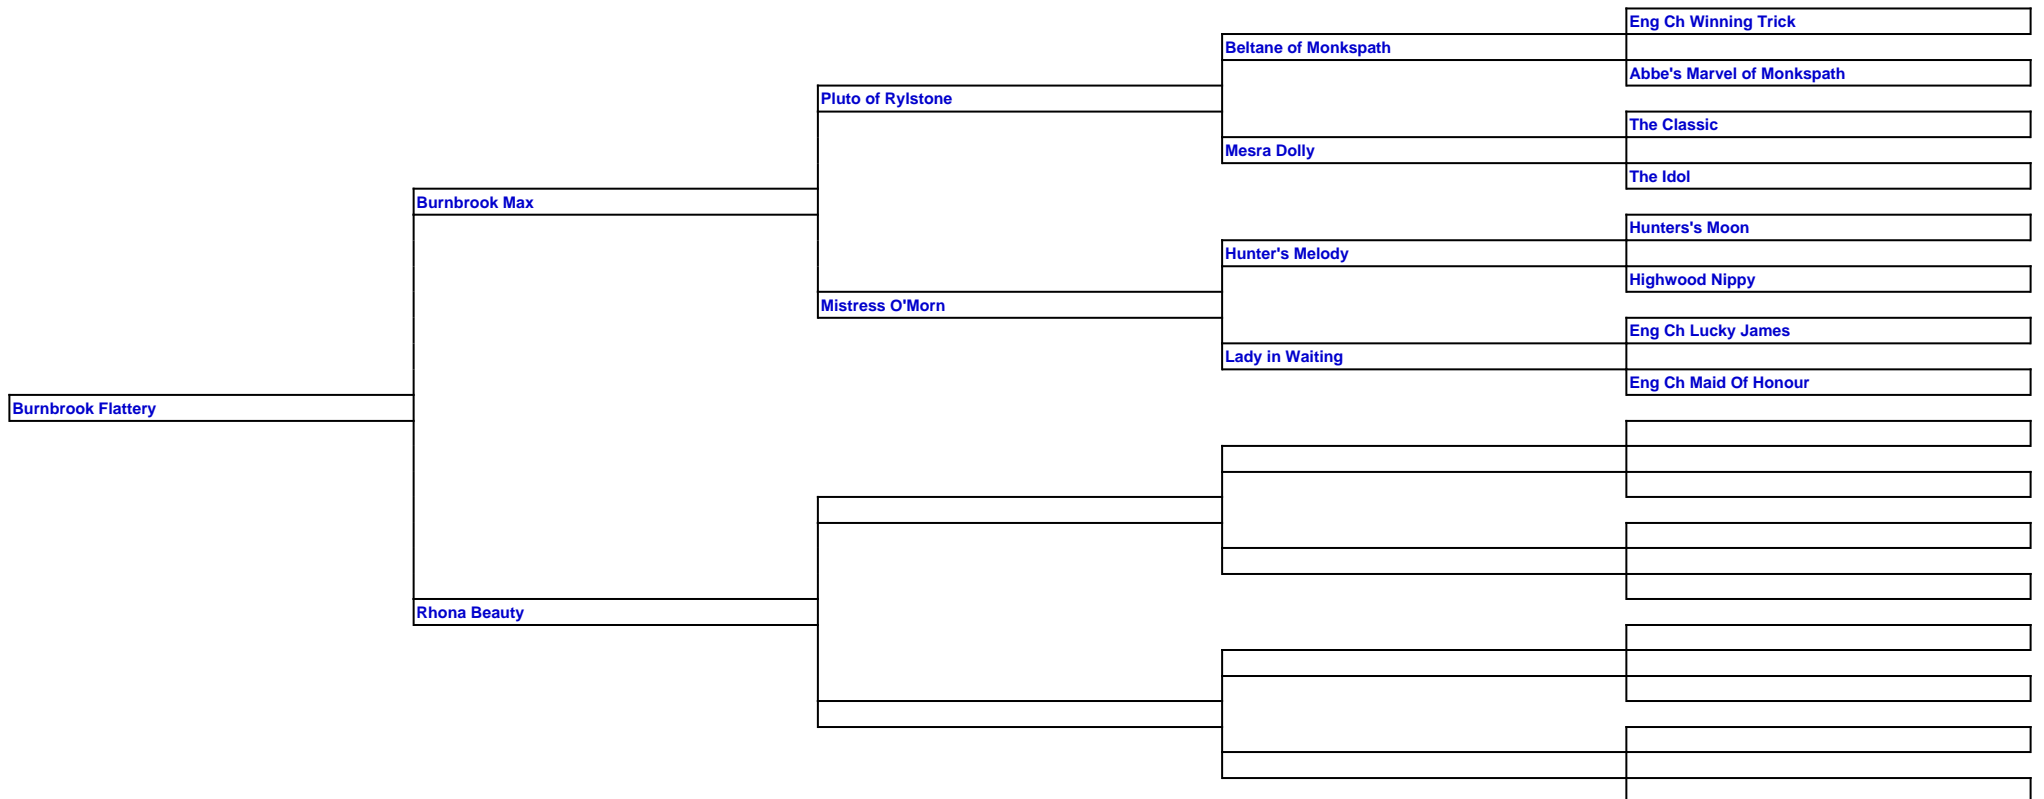 Eng Ch Winning Trick
Beltane of Monkspath
Abbe's Marvel of Monkspath
Pluto of Rylstone
The Classic
Mesra Dolly
The Idol
Burnbrook Max
Hunters's Moon
Hunter's Melody
Highwood Nippy
Mistress O'Morn
Eng Ch Lucky James
Lady in Waiting
Eng Ch Maid Of Honour
Burnbrook Flattery
Rhona Beauty